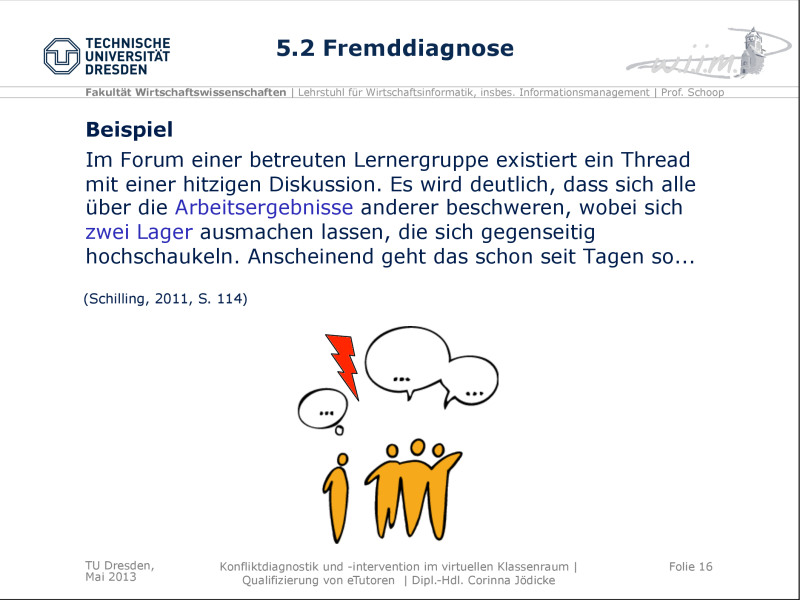 TECHNISCHE
UNIVERSITÄT
DRESDEN
5.2 Fremddiagnose
wiim
Fakultät Wirtschaftswissenschaften | Lehrstuhl für Wirtschaftsinformatik, insbes. Informationsmanagement | Prof. Schoop
Beispiel
Im Forum einer betreuten Lernergruppe existiert ein Thread
mit einer hitzigen Diskussion. Es wird deutlich, dass sich alle
über die Arbeitsergebnisse anderer beschweren, wobei sich
zwei Lager ausmachen lassen, die sich gegenseitig
hochschaukeln. Anscheinend geht das schon seit Tagen so...
(Schilling, 2011, S. 114)
...
...
...
TU Dresden,
Mai 2013
Konfliktdiagnostik und -intervention im virtuellen Klassenraum |
Qualifizierung von eTutoren | Dipl.-Hdl. Corinna Jödicke
Folie 16